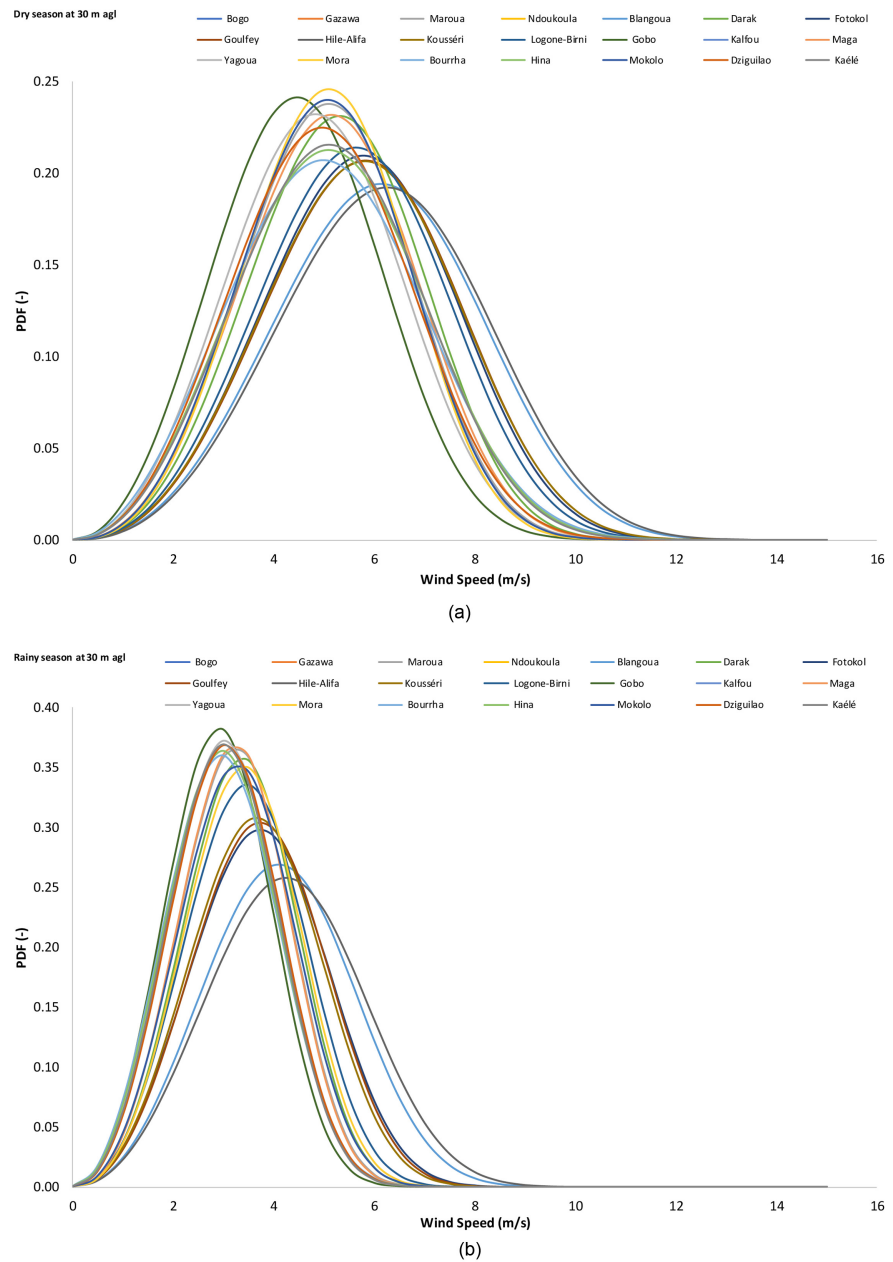 Dry season at 30 m agl
Bogo Gazawa Maroua Ndoukoula Blangoua Darak Fotokol
Goulfey Hile-Alifa Kousséri Logone-Birni Gobo Kalfou Maga
Yagoua Mora Bourrha Hina Mokolo Dziguilao Kaélé
0.25
0.20
0.15
0.10
0.05
0.00
PDF (-)
0 2 4 6 8 10 12 14 16
Wind Speed (m/s)
(a)
Rainy season at 30 m agl
Bogo Gazawa Maroua Ndoukoula Blangoua Darak Fotokol
Goulfey Hile-Alifa Kousséri Logone-Birni Gobo Kalfou Maga
Yagoua Mora Bourrha Hina Mokolo Dziguilao Kaélé
0.40
0.35
0.30
0.25
0.20
0.15
0.10
0.05
0.00
PDF (-)
0 2 4 6 8 10 12 14 16
Wind Speed (m/s)
(b)